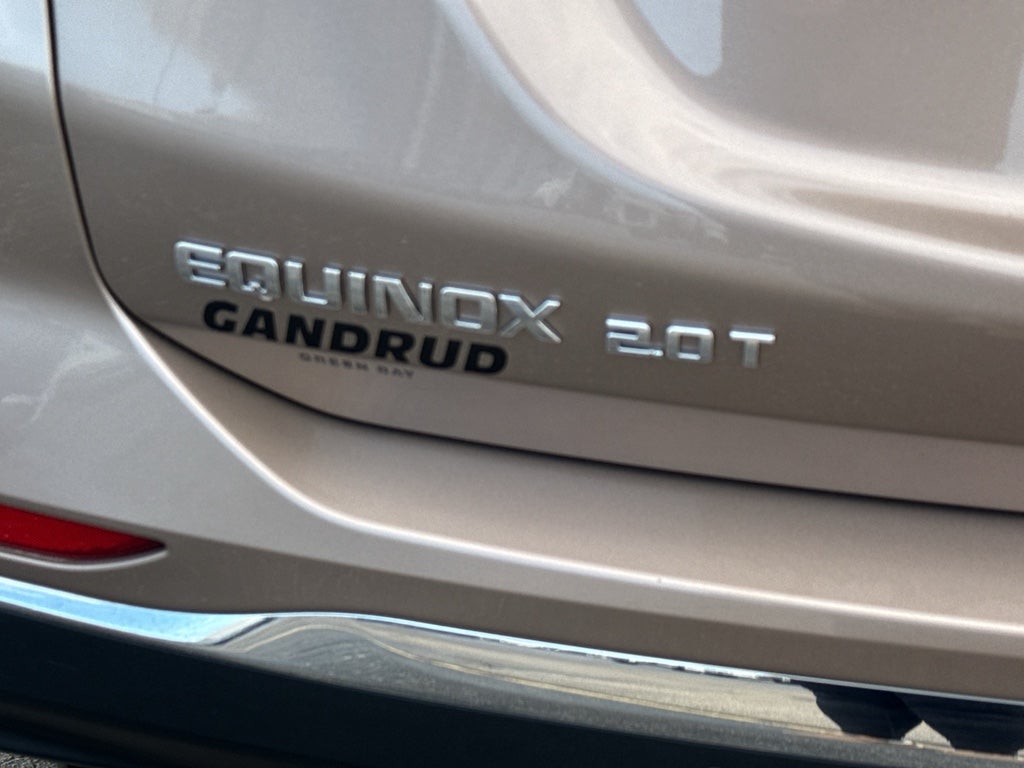 EQUINOX 2.0T
GANDRUD
GREEN BAY